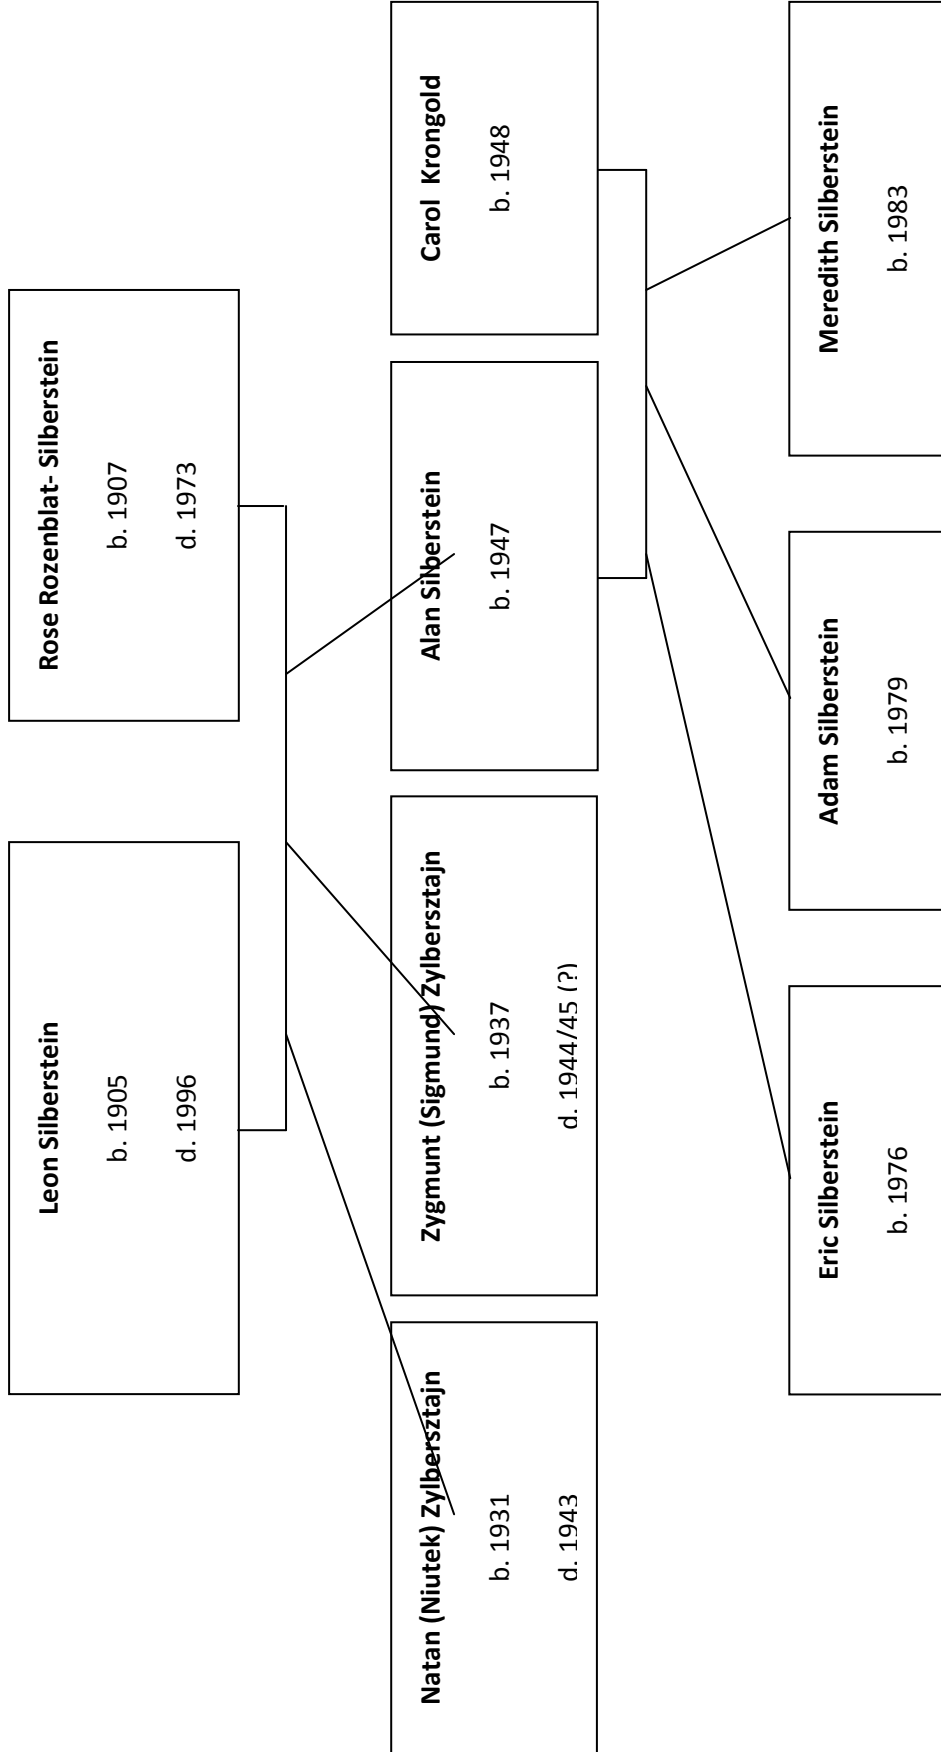 Leon Silberstein
b. 1905
d. 1996
Rose Rozenblat- Silberstein
b. 1907
d. 1973
Natan (Niutek) Zylbersztajn
b. 1931
d. 1943
Zygmunt (Sigmund) Zylbersztajn
b. 1937
d. 1944/45 (?)
Alan Silberstein
b. 1947
Carol Krongold
b. 1948
Eric Silberstein
b. 1976
Adam Silberstein
b. 1979
Meredith Silberstein
b. 1983